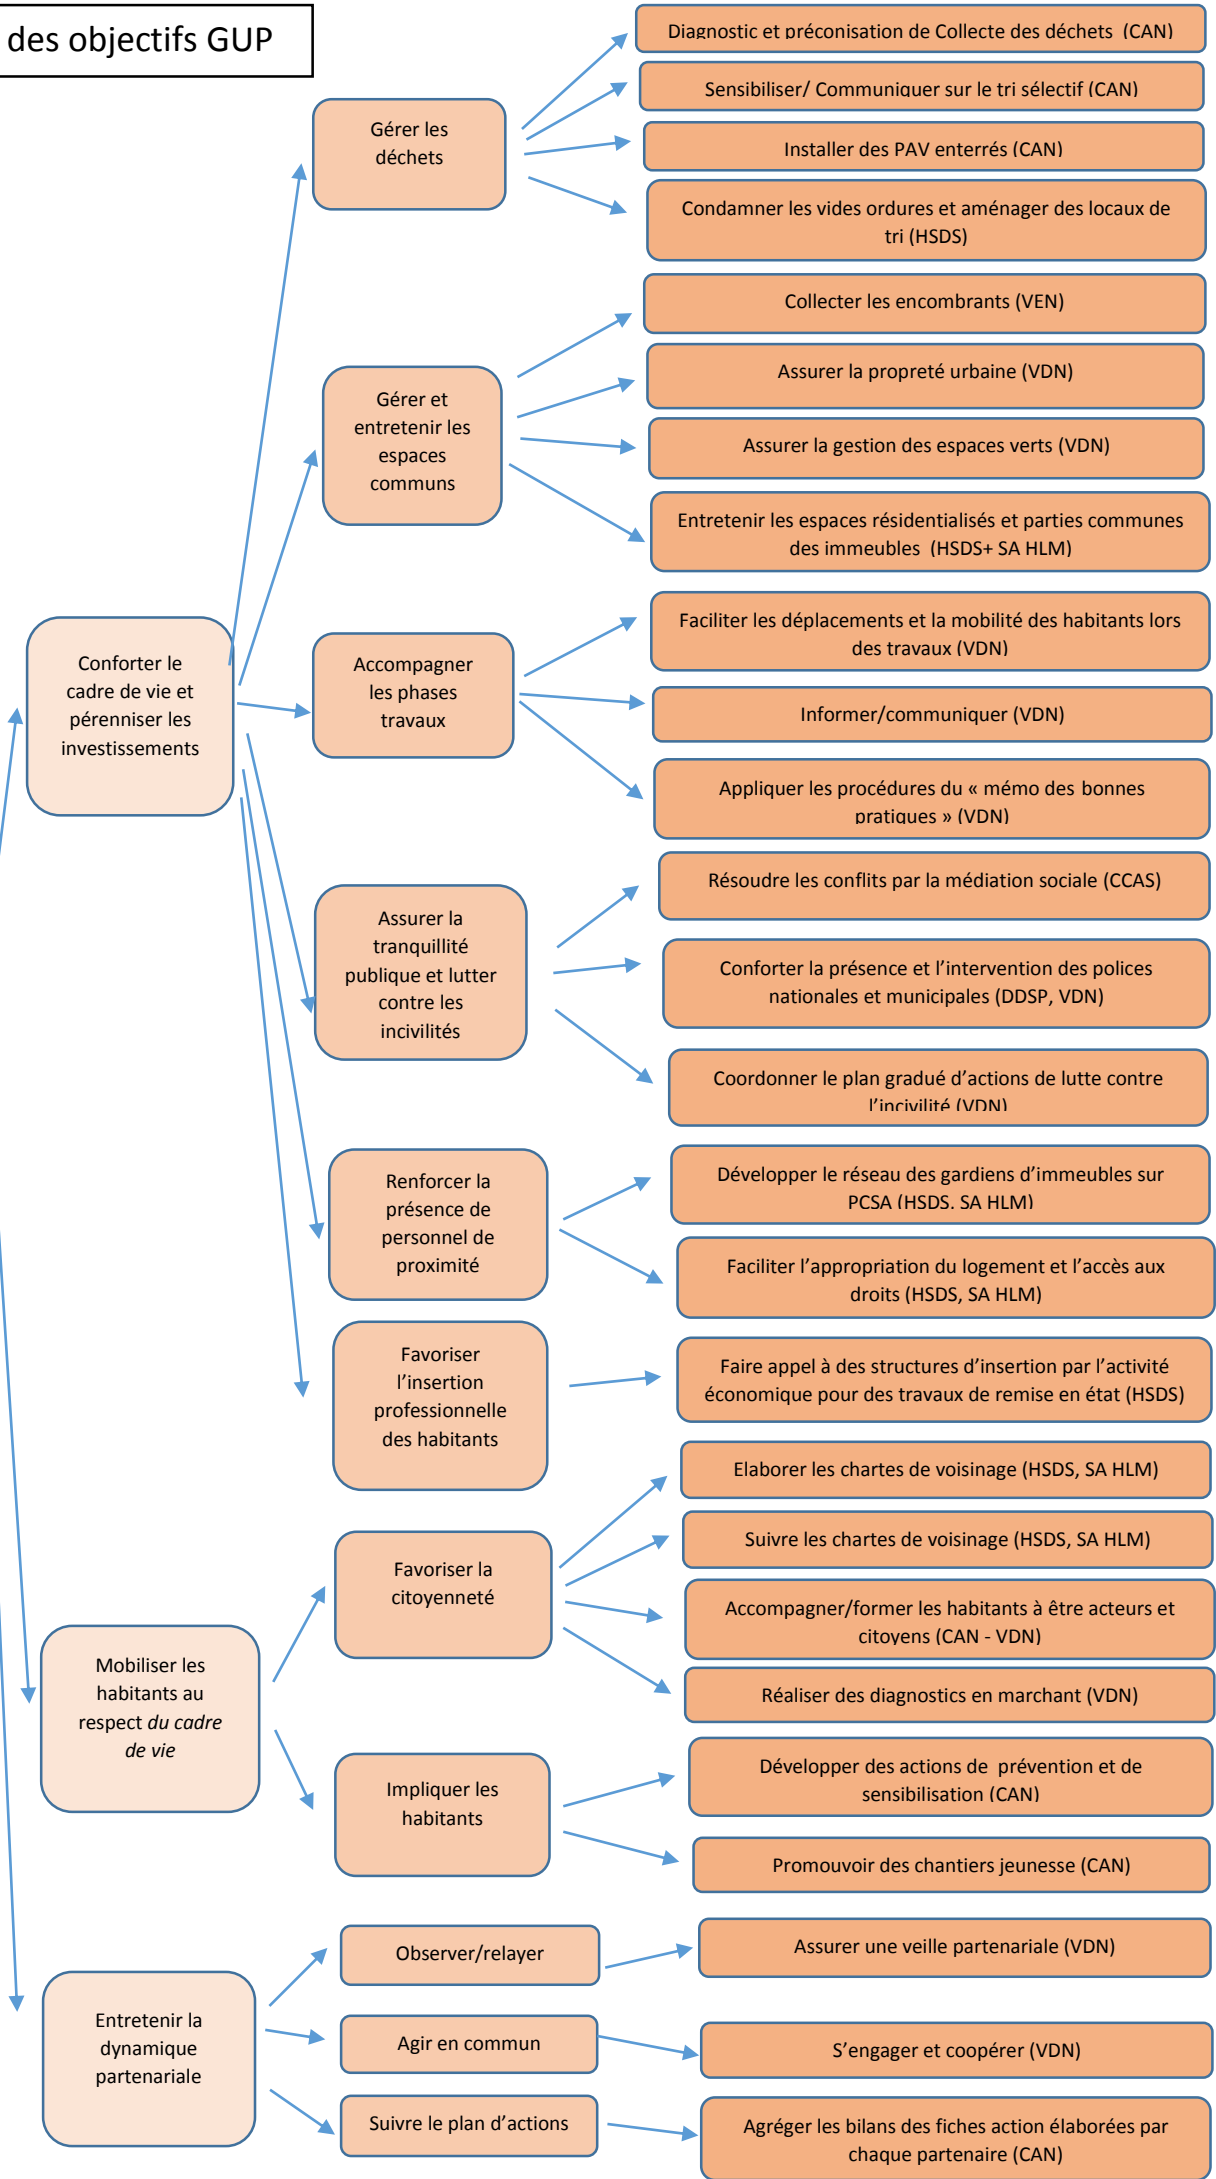 des objectifs GUP
Diagnostic et préconisation de Collecte des déchets  (CAN)
Sensibiliser/ Communiquer sur le tri sélectif (CAN)
Gérer les
déchets
Installer des PAV enterrés (CAN)
Condamner les vides ordures et aménager des locaux de
tri (HSDS)
Collecter les encombrants (VEN)
Assurer la propreté urbaine (VDN)
Gérer et
entretenir les
espaces
communs
Assurer la gestion des espaces verts (VDN)
Entretenir les espaces résidentialisés et parties communes
des immeubles  (HSDS+ SA HLM)
Conforter le
cadre de vie et
pérenniser les
investissements
Accompagner
les phases
travaux
Faciliter les déplacements et la mobilité des habitants lors
des travaux (VDN)
Informer/communiquer (VDN)
Appliquer les procédures du « mémo des bonnes
pratiques » (VDN)
Assurer la
tranquillité
publique et lutter
contre les
incivilités
Résoudre les conflits par la médiation sociale (CCAS)
Conforter la présence et l’intervention des polices
nationales et municipales (DDSP, VDN)
Coordonner le plan gradué d’actions de lutte contre
l’incivilité (VDN)
Renforcer la
présence de
personnel de
proximité
Développer le réseau des gardiens d’immeubles sur
PCSA (HSDS, SA HLM)
Faciliter l’appropriation du logement et l’accès aux
droits (HSDS, SA HLM)
Favoriser
l’insertion
professionnelle
des habitants
Faire appel à des structures d’insertion par l’activité
économique pour des travaux de remise en état (HSDS)
Elaborer les chartes de voisinage (HSDS, SA HLM)
Favoriser la
citoyenneté
Suivre les chartes de voisinage (HSDS, SA HLM)
Accompagner/former les habitants à être acteurs et
citoyens (CAN - VDN)
Réaliser des diagnostics en marchant (VDN)
Mobiliser les
habitants au
respect du cadre
de vie
Impliquer les
habitants
Développer des actions de  prévention et de
sensibilisation (CAN)
Promouvoir des chantiers jeunesse (CAN)
Entretenir la
dynamique
partenariale
Observer/relayer
Assurer une veille partenariale (VDN)
Agir en commun
S’engager et coopérer (VDN)
Suivre le plan d’actions
Agréger les bilans des fiches action élaborées par
chaque partenaire (CAN)